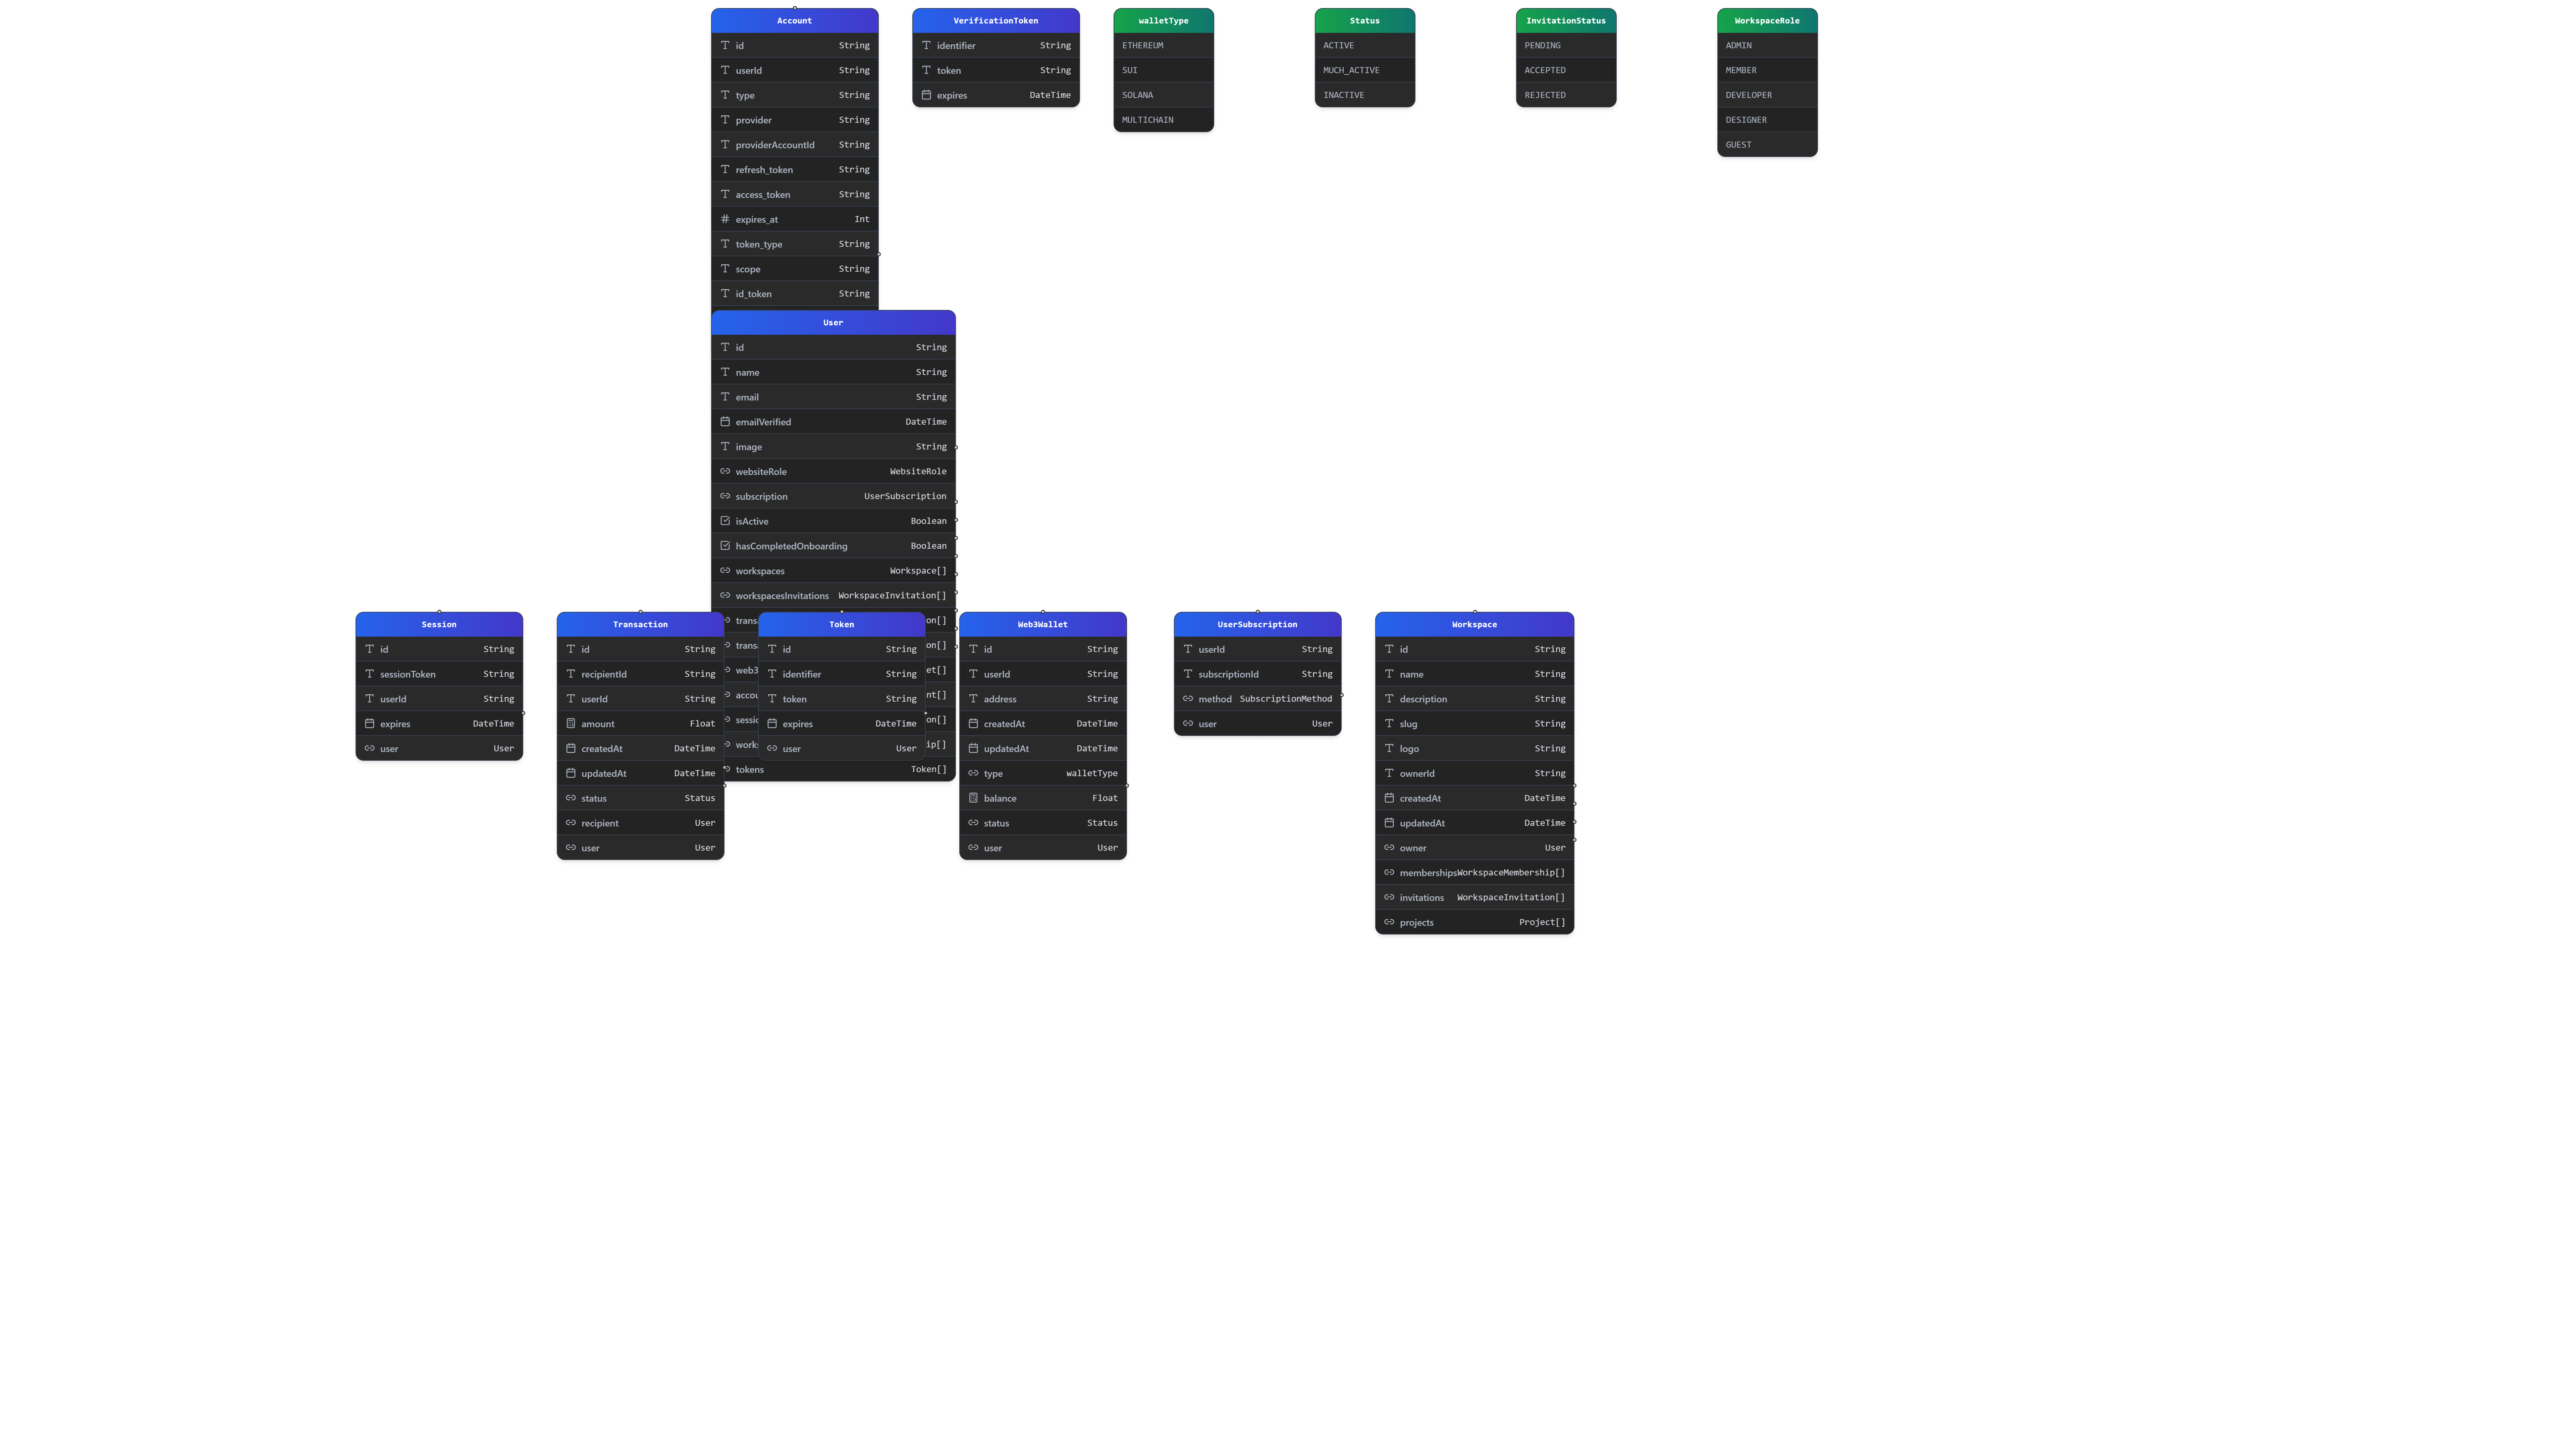 Account
id String
userId String
type String
provider String
providerAccountId String
refresh_token String
access_token String
expires_at Int
token_type String
scope String
id_token String
VerificationToken
identifier String
token String
expires DateTime
walletType
ETHEREUM
SUI
SOLANA
MULTICHAIN
Status
ACTIVE
MUCH_ACTIVE
INACTIVE
InvitationStatus
PENDING
ACCEPTED
REJECTED
WorkspaceRole
ADMIN
MEMBER
DEVELOPER
DESIGNER
GUEST
User
id String
name String
email String
emailVerified DateTime
image String
websiteRole WebsiteRole
subscription UserSubscription
isActive Boolean
hasCompletedOnboarding Boolean
workspaces Workspace[]
workspacesInvitations WorkspaceInvitation[]
tokens Token[]
Session
id String
sessionToken String
userId String
expires DateTime
user User
Transaction
id String
recipientId String
userId String
amount Float
createdAt DateTime
updatedAt DateTime
status Status
recipient User
user User
Token
id String
identifier String
token String
expires DateTime
user User
Web3Wallet
id String
userId String
address String
createdAt DateTime
updatedAt DateTime
type walletType
balance Float
status Status
user User
UserSubscription
userId String
subscriptionId String
method SubscriptionMethod
user User
Workspace
id String
name String
description String
slug String
logo String
ownerId String
createdAt DateTime
updatedAt DateTime
owner User
memberships WorkspaceMembership[]
invitations WorkspaceInvitation[]
projects Project[]